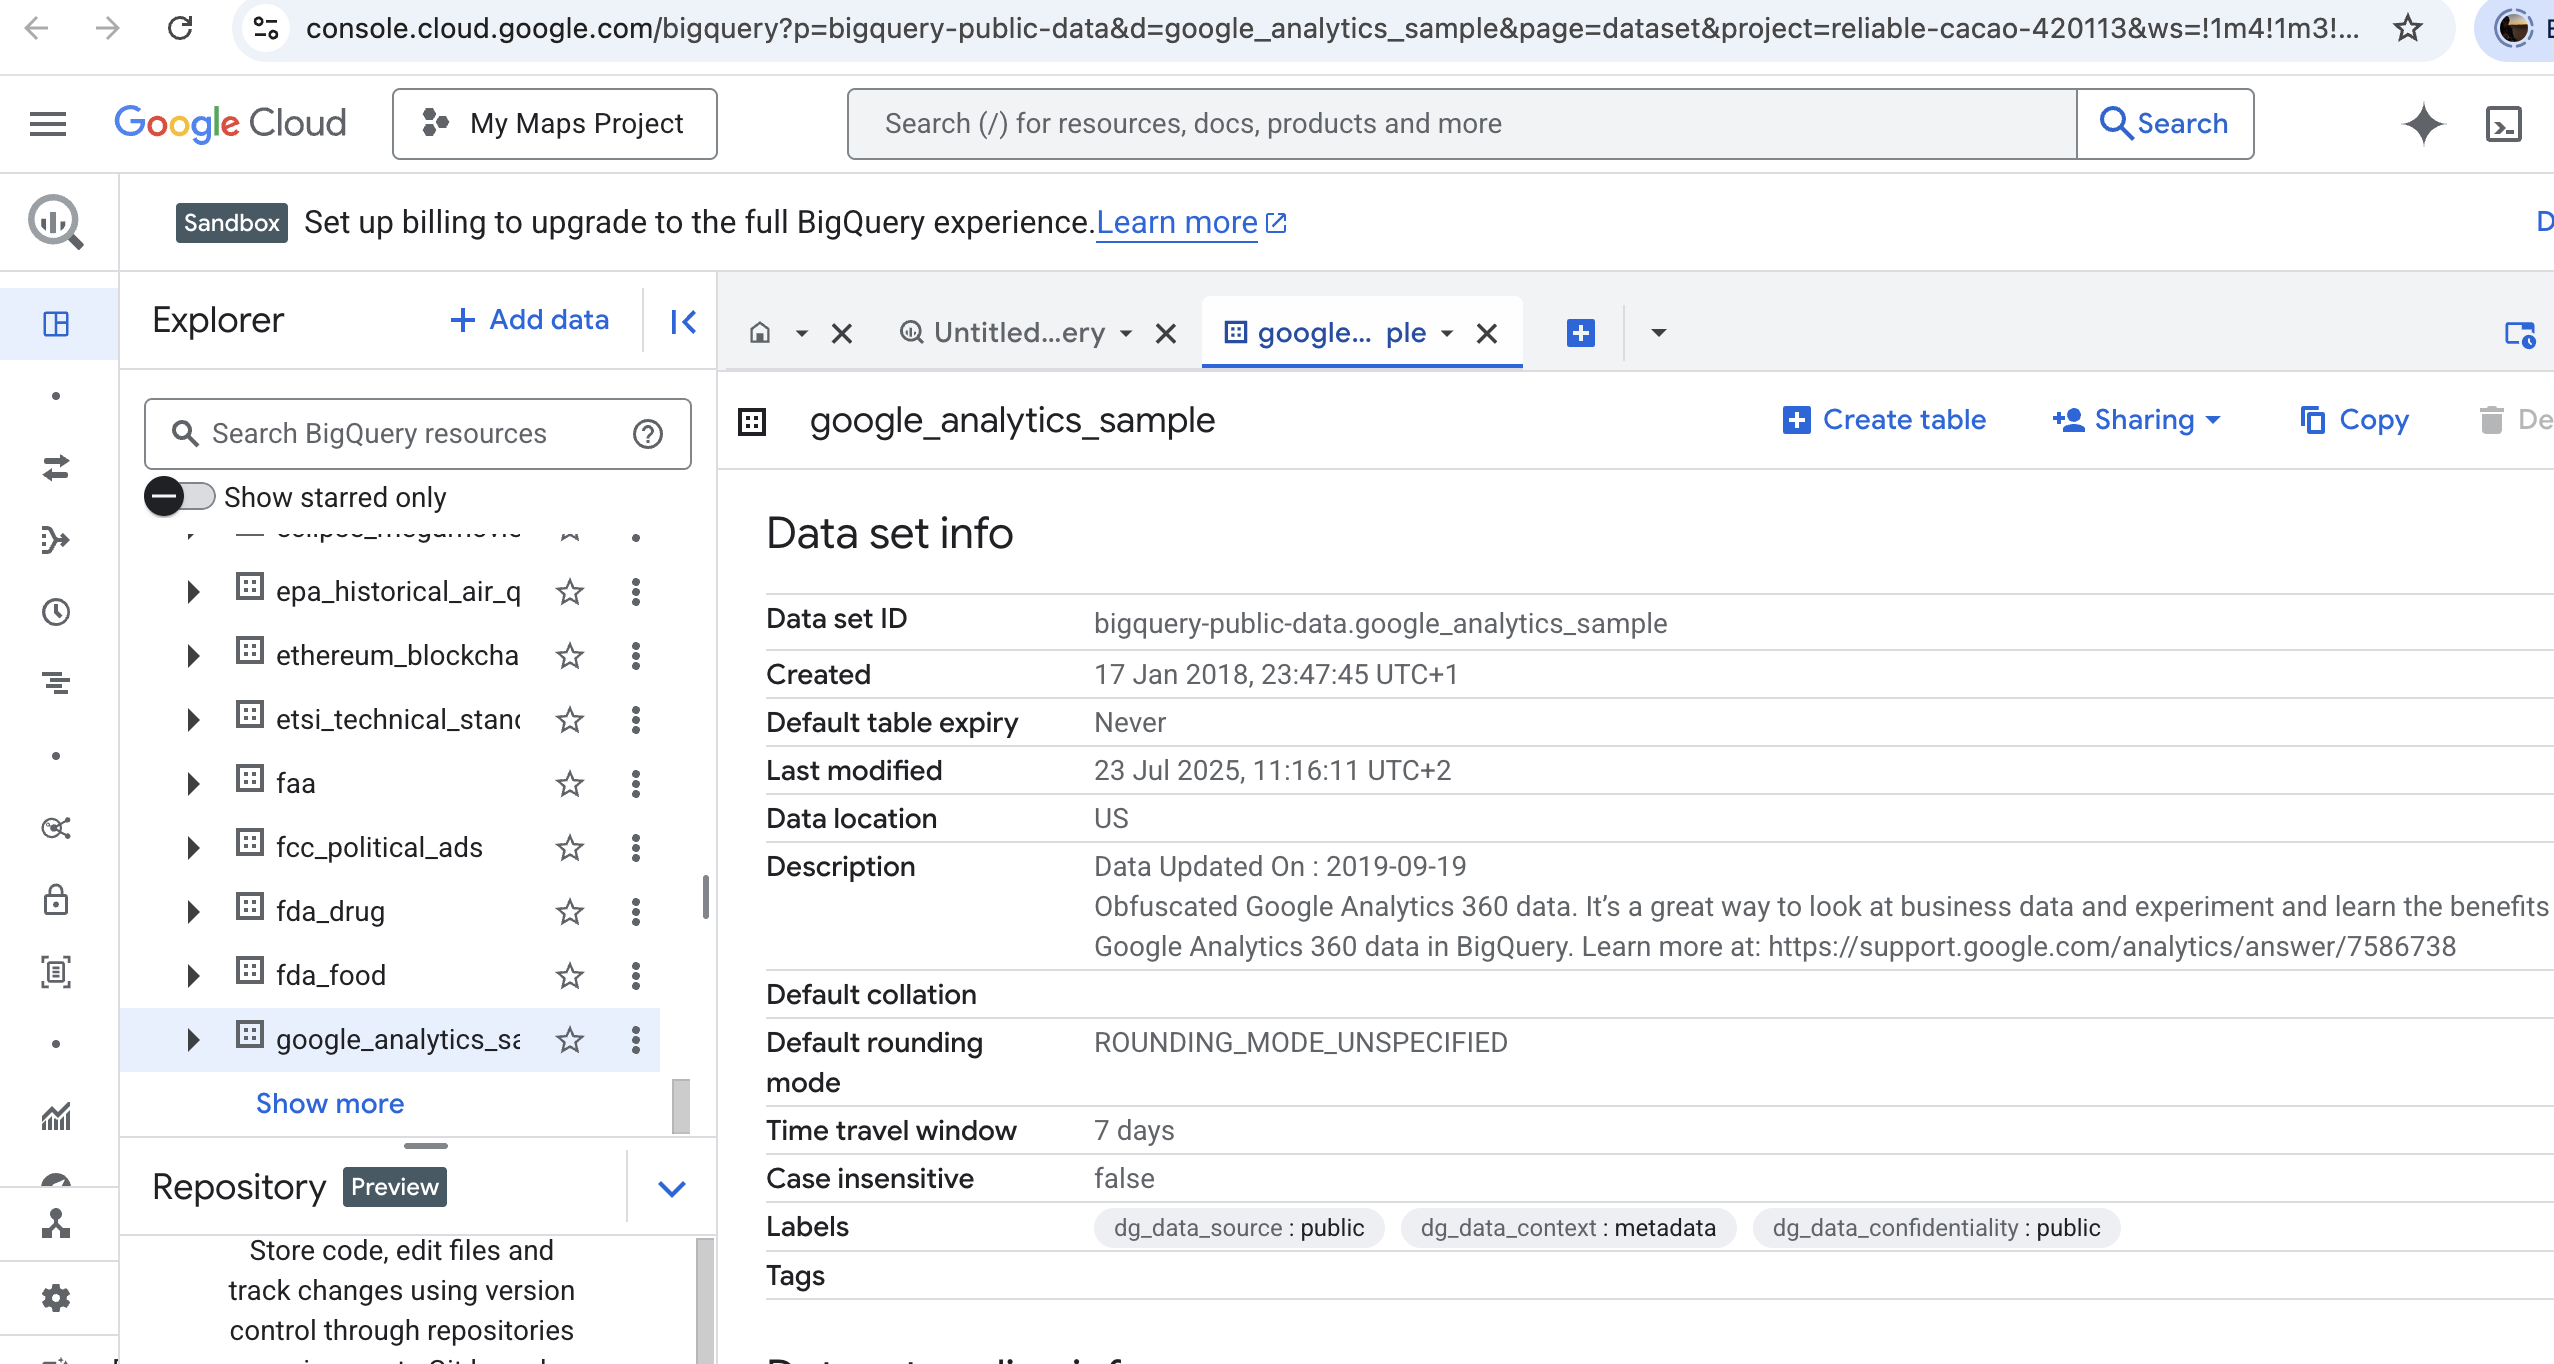 console.cloud.google.com/bigquery?p=bigquery-public-data&d=google_analytics_sample&page=dataset&project=reliable-cacao-420113&ws=!1m4!1m3!...
Google Cloud
My Maps Project
Search (/) for resources, docs, products and more
Search
Sandbox
Set up billing to upgrade to the full BigQuery experience. Learn more
D
Explorer
+ Add data
Untitled...ery
google... ple
Search BigQuery resources
Show starred only
google_analytics_sample
Create table
Sharing
Copy
De
epa_historical_air_q
ethereum_blockcha
etsi_technical_stanc
faa
fcc_political_ads
fda_drug
fda_food
google_analytics_sa
Show more
Repository Preview
Store code, edit files and
track changes using version
control through repositories
Data set info
Data set ID bigquery-public-data.google_analytics_sample
Created 17 Jan 2018, 23:47:45 UTC+1
Default table expiry Never
Last modified 23 Jul 2025, 11:16:11 UTC+2
Data location US
Description Data Updated On : 2019-09-19
Obfuscated Google Analytics 360 data. It’s a great way to look at business data and experiment and learn the benefits
Google Analytics 360 data in BigQuery. Learn more at: https://support.google.com/analytics/answer/7586738
Default collation
Default rounding mode ROUNDING_MODE_UNSPECIFIED
Time travel window 7 days
Case insensitive false
Labels dg_data_source : public dg_data_context : metadata dg_data_confidentiality : public
Tags